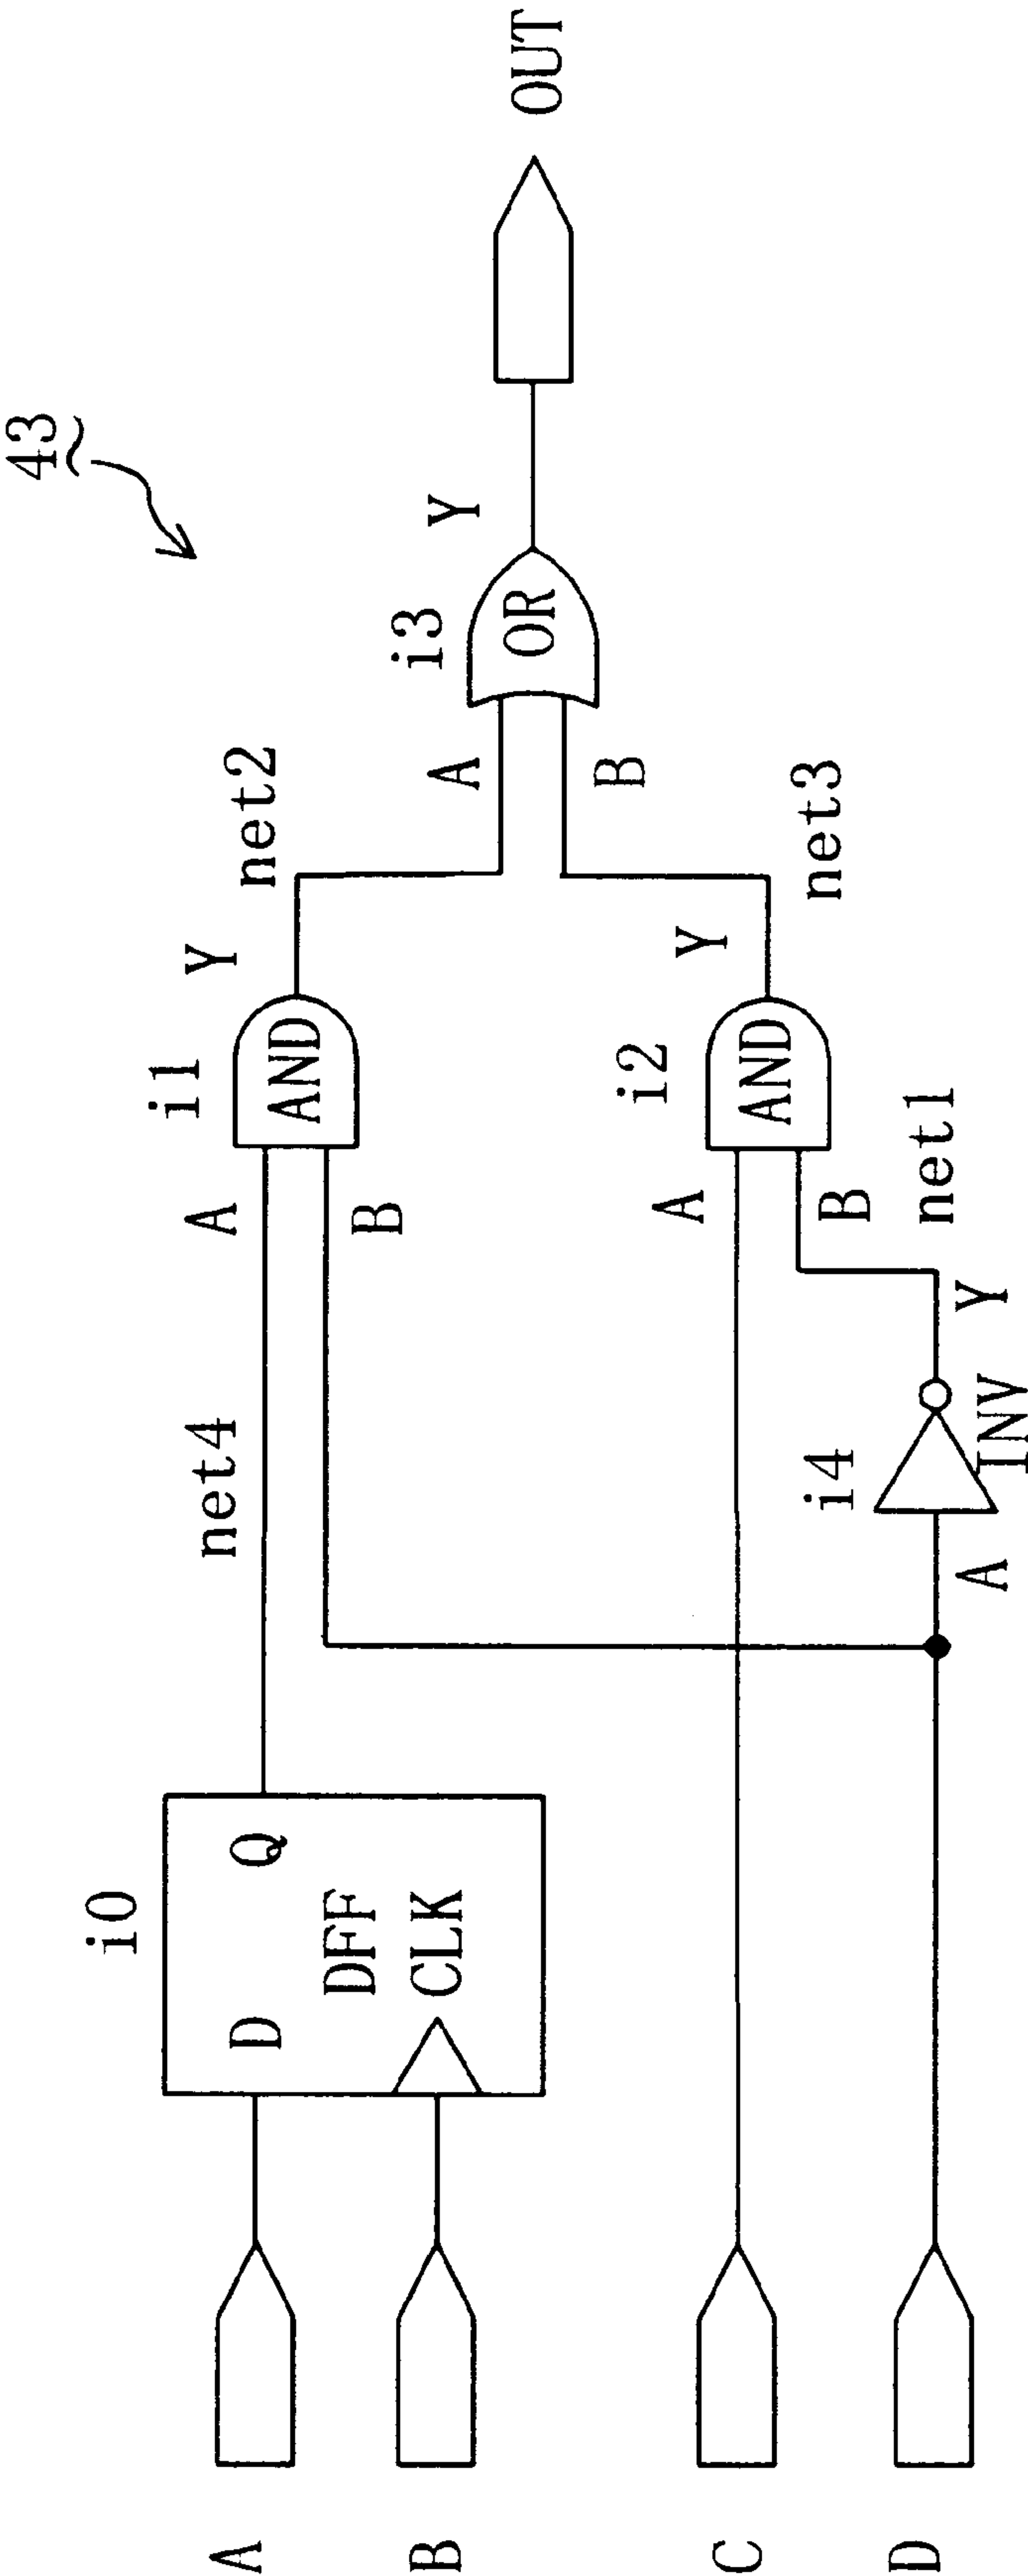 43
i0
D
Q
DFF
CLK
net4
A
B
i1
AND
Y
net2
A
B
i3
OR
Y
OUT
A
B
i2
AND
Y
net3
net1
i4
A
INV
Y
A
B
C
D